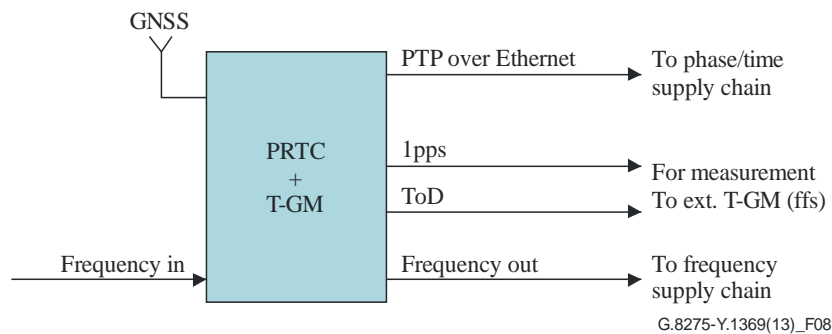 GNSS
PTP over Ethernet
To phase/time
supply chain
PRTC
+
T-GM
1pps
ToD
For measurement
To ext. T-GM (ffs)
Frequency in
Frequency out
To frequency
supply chain
G.8275-Y.1369(13)_F08